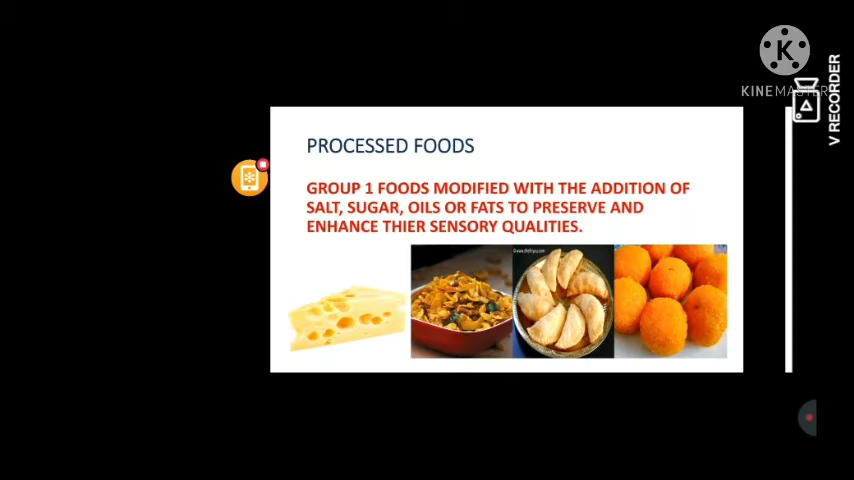 KINEMASTER
V RECORDER
PROCESSED FOODS
GROUP 1 FOODS MODIFIED WITH THE ADDITION OF
SALT, SUGAR, OILS OR FATS TO PRESERVE AND
ENHANCE THIER SENSORY QUALITIES.